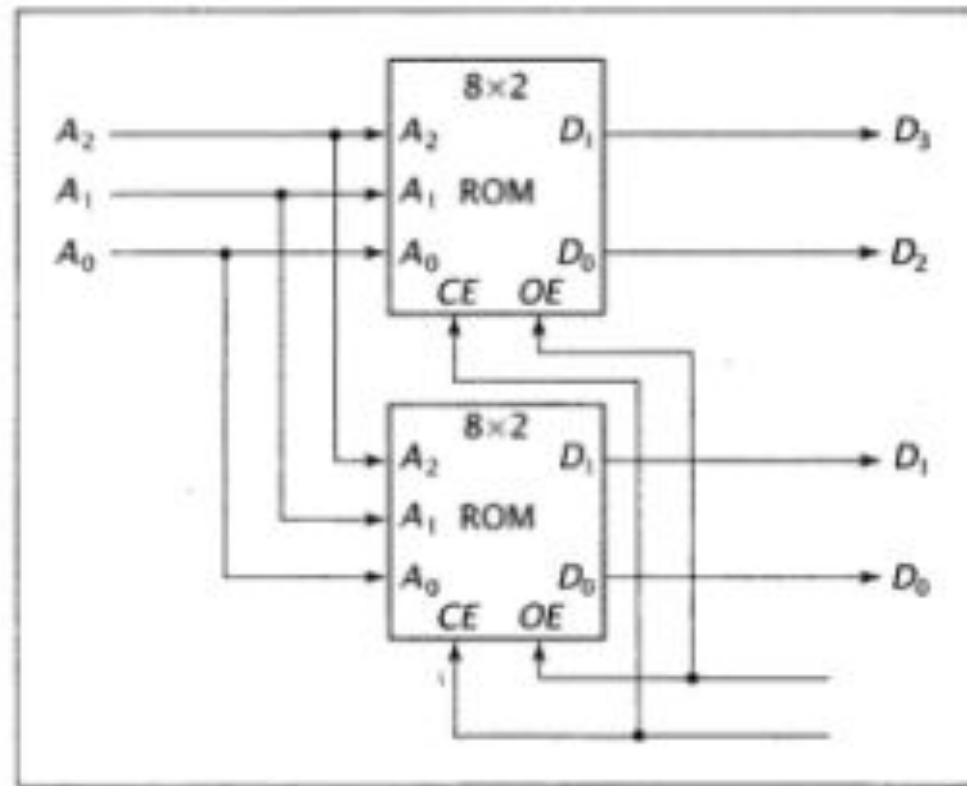 8×2
A₂ A₂ D₁ D₃
A₁ A₁ ROM
A₀ A₀ D₀ D₂
CE OE
8×2
A₂ D₁ D₁
A₁ ROM
A₀ D₀ D₀
CE OE